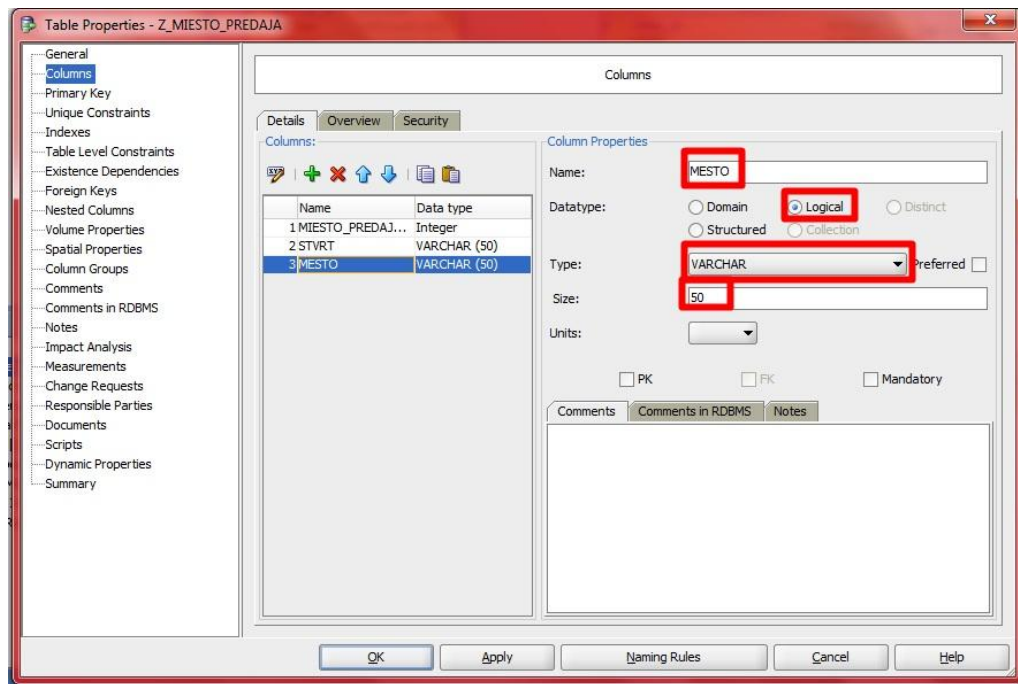 Table Properties - Z_MIESTO_PREDAJA
x
General
Columns
Primary Key
Unique Constraints
Indexes
Table Level Constraints
Existence Dependencies
Foreign Keys
Nested Columns
Volume Properties
Spatial Properties
Column Groups
Comments
Comments in RDBMS
Notes
Impact Analysis
Measurements
Change Requests
Responsible Parties
Documents
Scripts
Dynamic Properties
Summary
Columns
Details Overview Security
Columns:
Name Data type
1 MIESTO_PREDAJ... Integer
2 STVRT VARCHAR (50)
3 MESTO VARCHAR (50)
Column Properties
Name: MESTO
Datatype: Domain Logical Distinct
Structured Collection
Type: VARCHAR Preferred
Size: 50
Units:
PK FK Mandatory
Comments Comments in RDBMS Notes
OK Apply Naming Rules Cancel Help